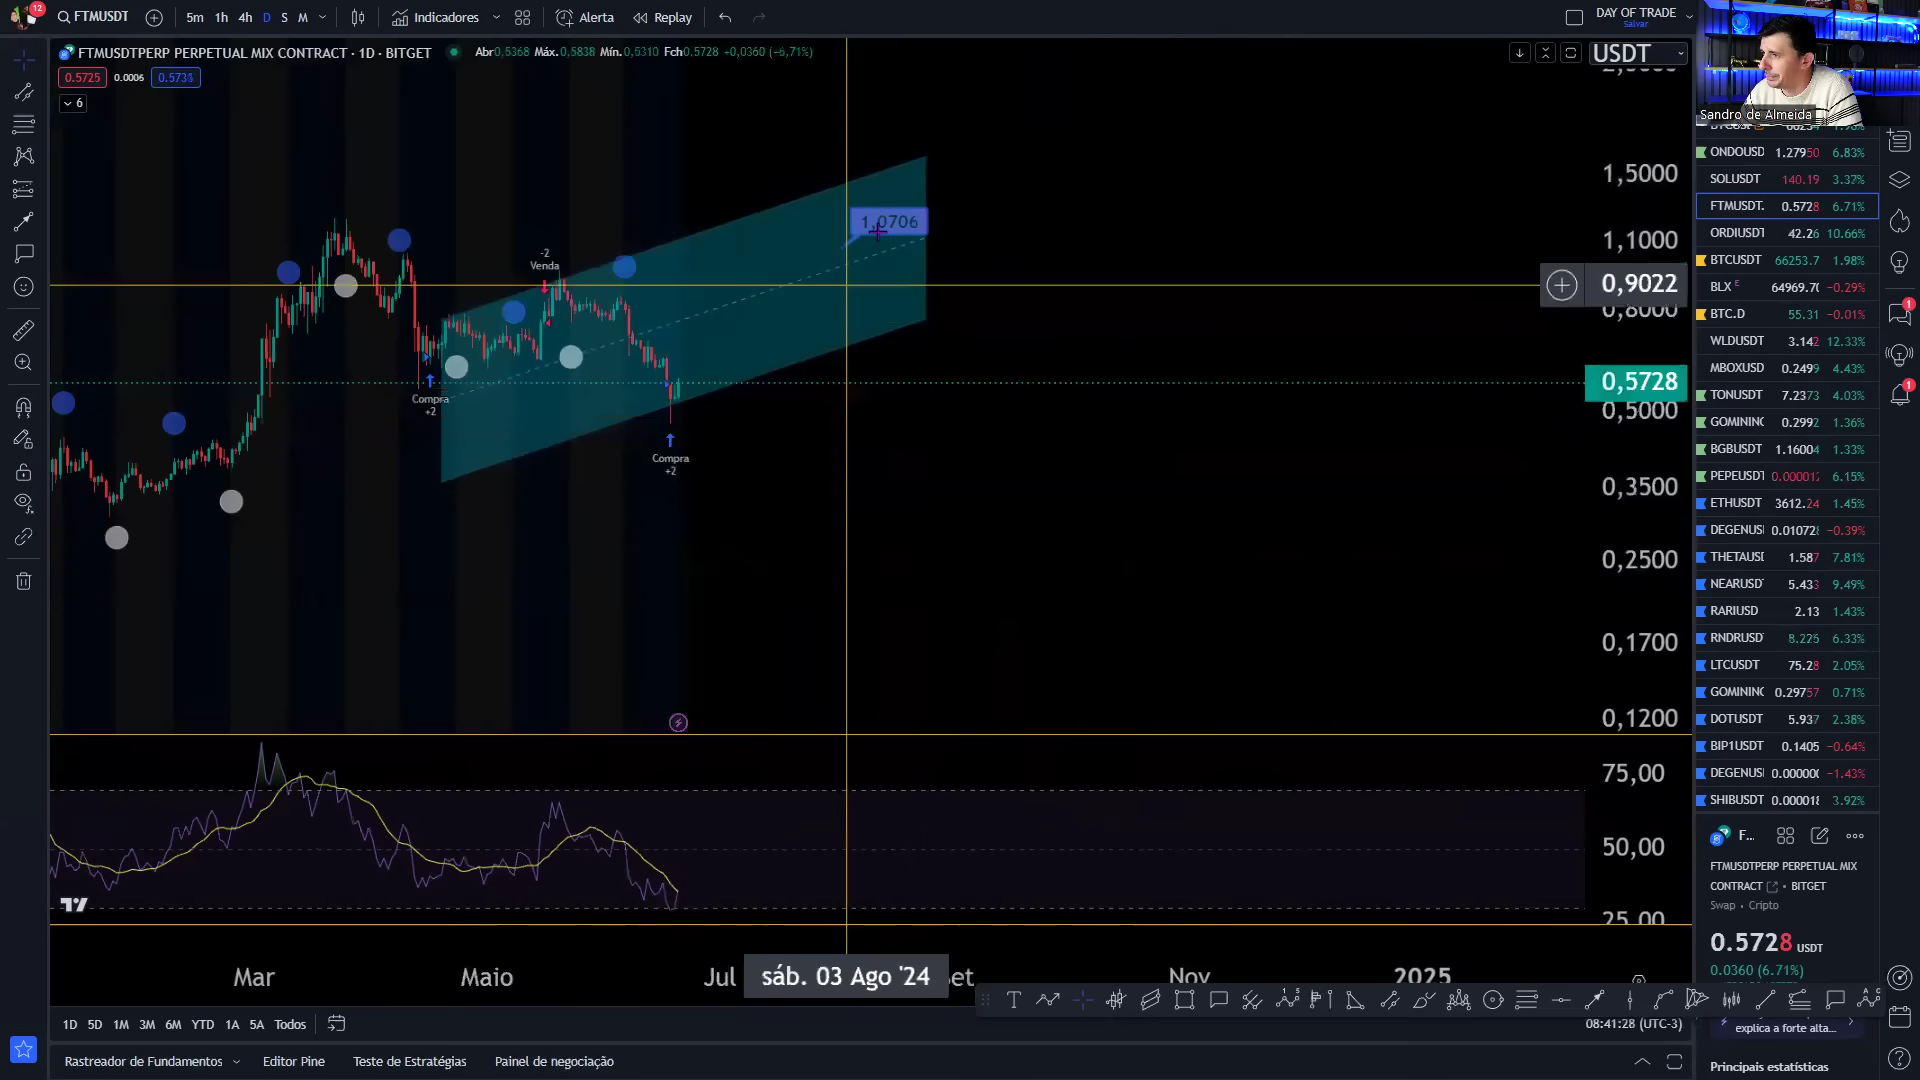 12
FTMUSDT
5m 1h 4h D S M
Indicadores
Alerta
Replay
DAY OF TRADE
Salvar
FTMUSDTPERP PERPETUAL MIX CONTRACT · 1D · BITGET
Abr0,5368 Máx.0,5838 Mín.0,5310 Fch0,5728 +0,0360 (+6,71%)
USDT
0.5725 0.0006 0.573
6
Sandro de Almeida
1,5000
1,1000
0,9022
0,8000
0,5728
0,5000
0,3500
0,2500
0,1700
0,1200
75,00
50,00
25,00
1,0706
-2
Venda
Compra
+2
Compra
+2
Mar Maio Jul sáb. 03 Ago '24 Nov 2025
ONDOUSD 1.27950 6.83%
SOLUSDT 140.19 3.37%
FTMUSDT. 0.5728 6.71%
ORDIUSDT 42.26 10.66%
BTCUSDT 66253.7 1.98%
BLX E 64969.70 −0.29%
BTC.D 55.31 −0.01%
WLDUSDT 3.142 12.33%
MBOXUSD 0.2499 4.43%
TONUSDT 7.2373 4.03%
GOMININC 0.2992 1.36%
BGBUSDT 1.16004 1.33%
PEPEUSDT 0.000012 6.15%
ETHUSDT 3612.24 1.45%
DEGENUSI 0.010728 −0.39%
THETAUSI 1.587 7.81%
NEARUSD 5.433 9.49%
RARIUSD 2.13 1.43%
RNDRUSD 8.225 6.33%
LTCUSDT 75.28 2.05%
GOMININC 0.29757 0.71%
DOTUSDT 5.937 2.38%
BIP1USDT 0.1405 −0.64%
DEGENUSI 0.000000 −1.43%
SHIBUSDT 0.000018 3.92%
F...
FTMUSDTPERP PERPETUAL MIX
CONTRACT • BITGET
Swap • Cripto
0.5728 USDT
0.0360 (6.71%)
explica a forte alta...
Principais estatísticas
1D 5D 1M 3M 6M YTD 1A 5A Todos
08:41:28 (UTC-3)
Rastreador de Fundamentos
Editor Pine
Teste de Estratégias
Painel de negociação